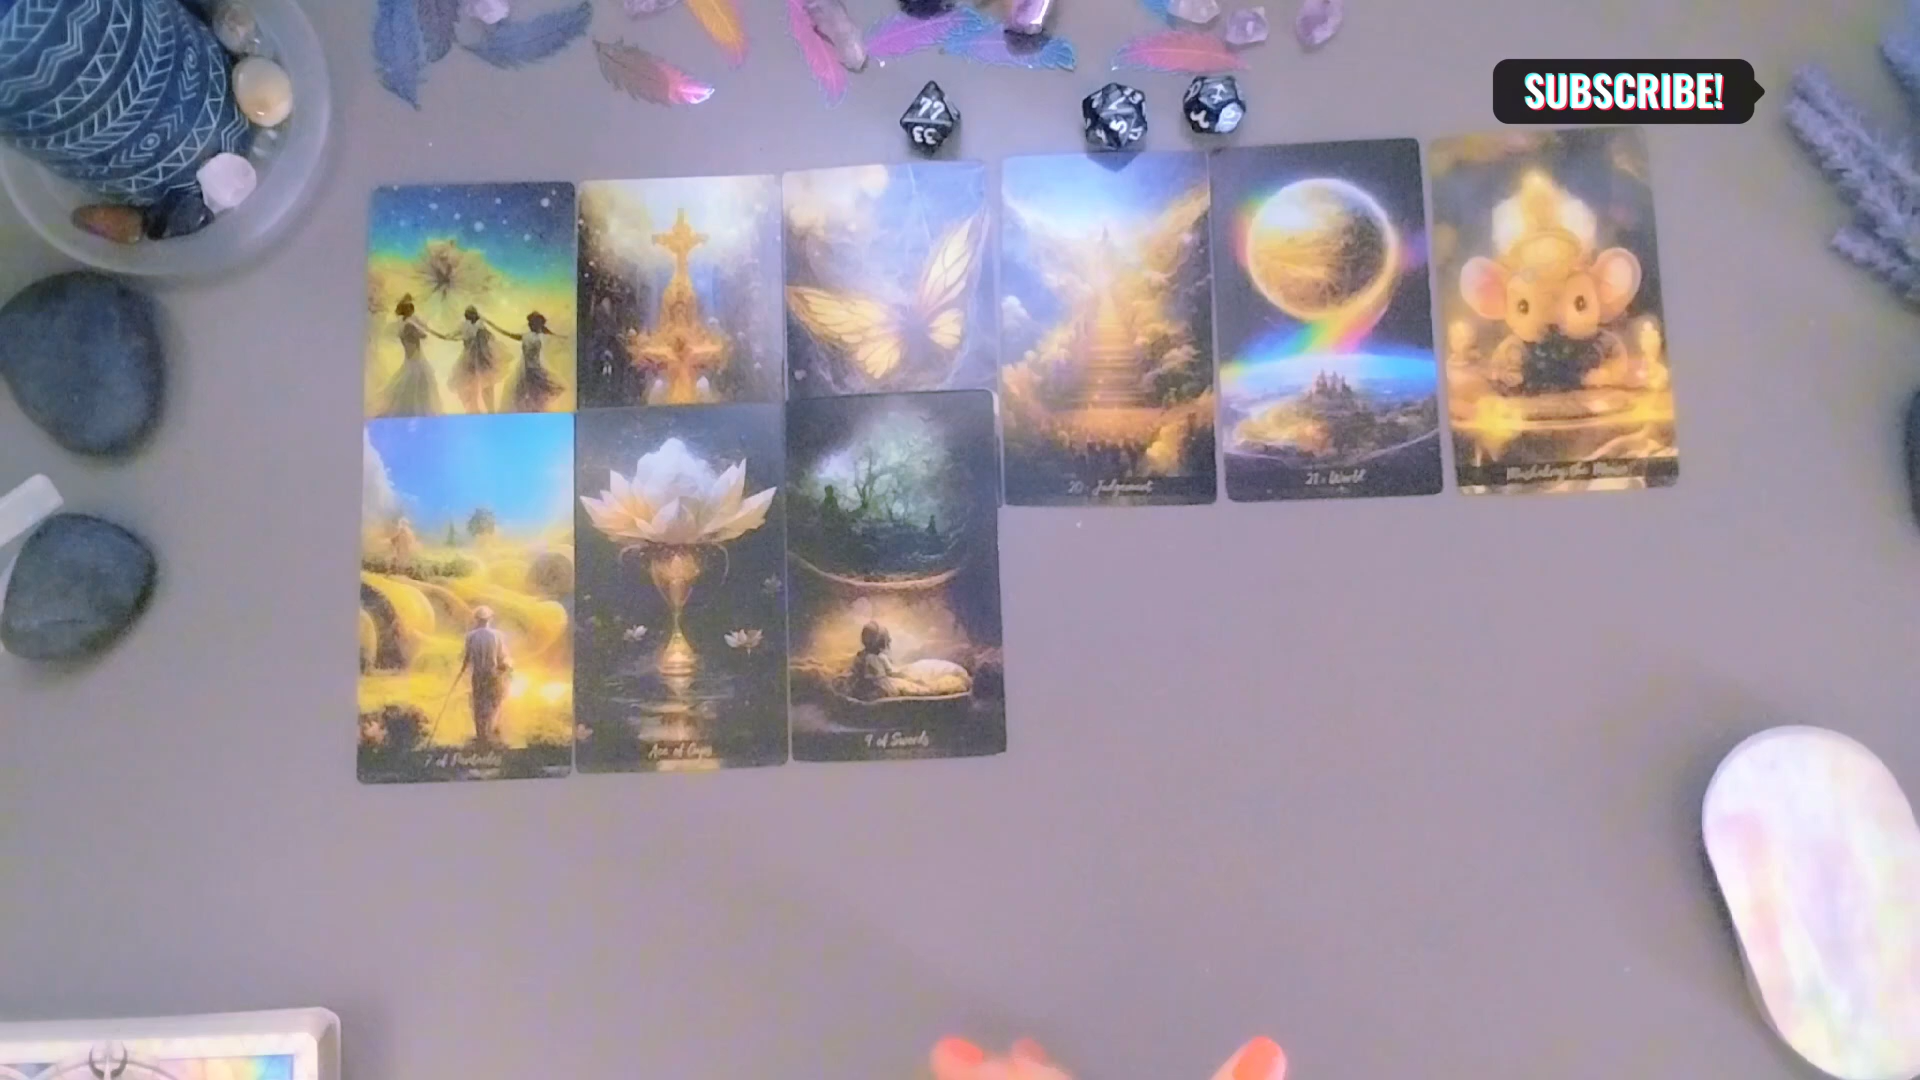 SUBSCRIBE!
20 - Judgement
21 - World
7 of Pentacles
Ace of Cups
9 of Swords